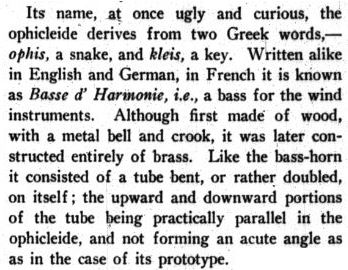 Its name, at once ugly and curious, the
ophicleide derives from two Greek words,—
ophis, a snake, and kleis, a key. Written alike
in English and German, in French it is known
as Basse d' Harmonie, i.e., a bass for the wind
instruments. Although first made of wood,
with a metal bell and crook, it was later con-
structed entirely of brass. Like the bass-horn
it consisted of a tube bent, or rather doubled,
on itself; the upward and downward portions
of the tube being practically parallel in the
ophicleide, and not forming an acute angle as
as in the case of its prototype.